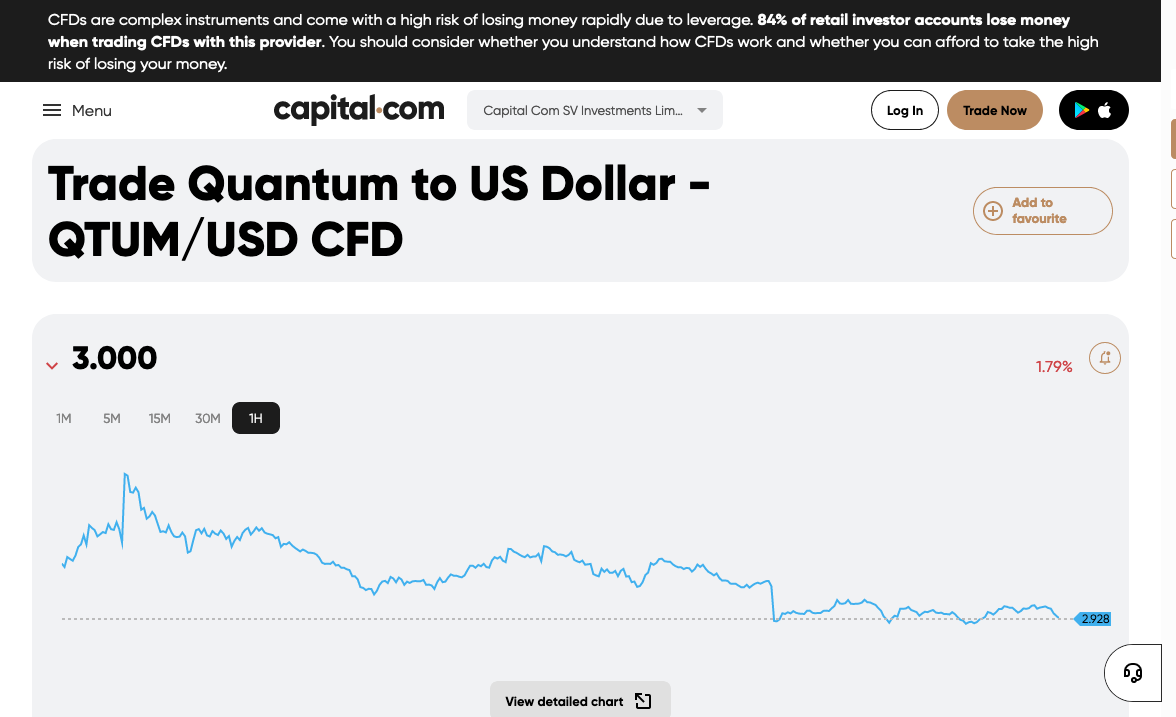 CFDs are complex instruments and come with a high risk of losing money rapidly due to leverage. 84% of retail investor accounts lose money
when trading CFDs with this provider. You should consider whether you understand how CFDs work and whether you can afford to take the high
risk of losing your money.
Menu
capital.com
Capital Com SV Investments Lim...
Log In
Trade Now
Trade Quantum to US Dollar -
QTUM/USD CFD
Add to
favourite
3.000
1.79%
1M 5M 15M 30M 1H
2.928
View detailed chart